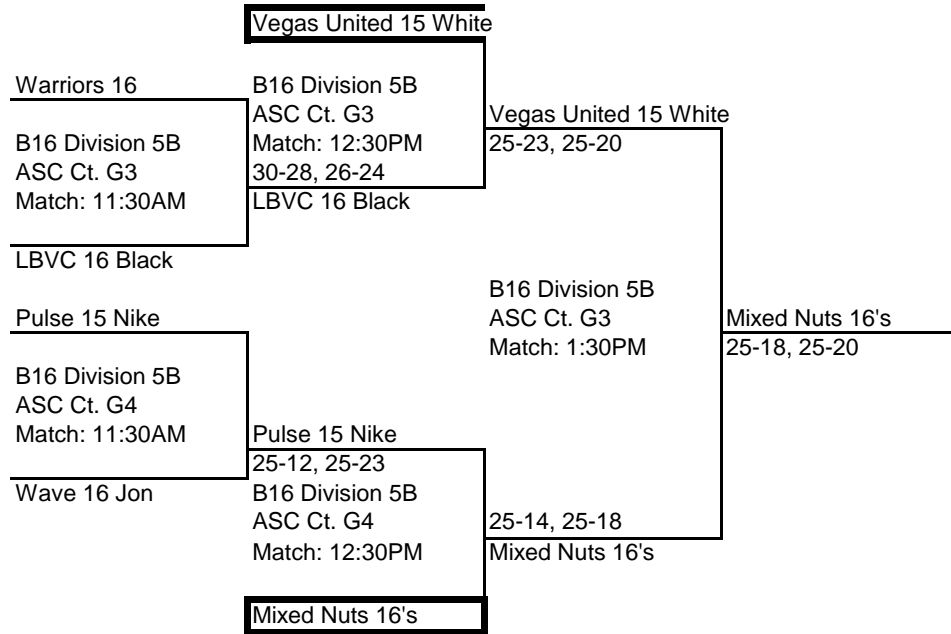 Vegas United 15 White
Warriors 16
B16 Division 5B
ASC Ct. G3
Match: 11:30AM
LBVC 16 Black
B16 Division 5B
ASC Ct. G3
Match: 12:30PM
30-28, 26-24
LBVC 16 Black
Vegas United 15 White
25-23, 25-20
Pulse 15 Nike
B16 Division 5B
ASC Ct. G4
Match: 11:30AM
Wave 16 Jon
Pulse 15 Nike
25-12, 25-23
B16 Division 5B
ASC Ct. G4
Match: 12:30PM
Mixed Nuts 16's
25-14, 25-18
Mixed Nuts 16's
B16 Division 5B
ASC Ct. G3
Match: 1:30PM
Mixed Nuts 16's
25-18, 25-20